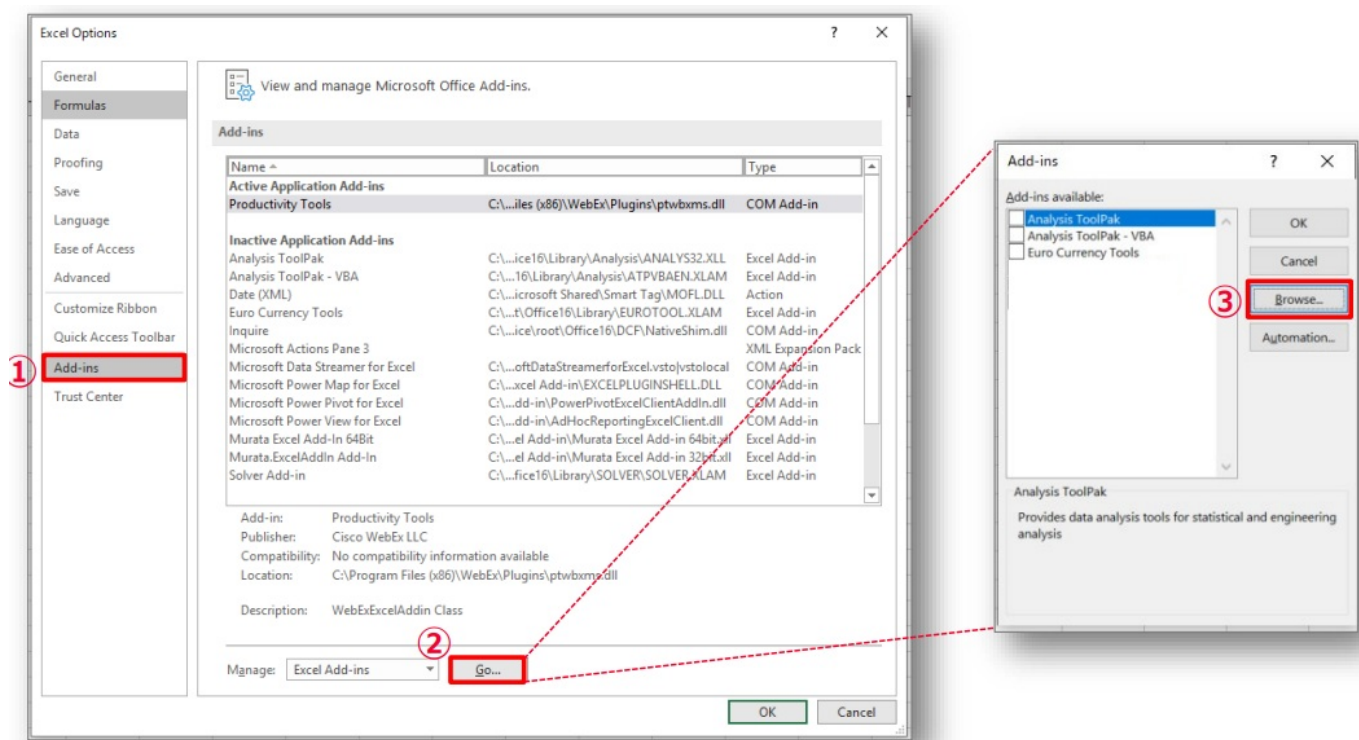 Excel Options ? ×
General
Formulas
Data
Proofing
Save
Language
Ease of Access
Advanced
Customize Ribbon
Quick Access Toolbar
① Add-ins
Trust Center
View and manage Microsoft Office Add-ins.
Add-ins
Name Location Type
Active Application Add-ins
Productivity Tools C:\...iles (x86)\WebEx\Plugins\ptwbxms.dll COM Add-in
Inactive Application Add-ins
Analysis ToolPak C:\...ice16\Library\Analysis\ANALYS32.XLL Excel Add-in
Analysis ToolPak - VBA C:\...16\Library\Analysis\ATPVBAEN.XLAM Excel Add-in
Date (XML) C:\...icrosoft Shared\Smart Tag\MOFL.DLL Action
Euro Currency Tools C:\...t\Office16\Library\EUROTOOL.XLAM Excel Add-in
Inquire C:\...ice\root\Office16\DCF\NativeShim.dll COM Add-in
Microsoft Actions Pane 3 XML Expansion Pack
Microsoft Data Streamer for Excel C:\...oftDataStreamerforExcel.vsto|vstolocal COM Add-in
Microsoft Power Map for Excel C:\...xcel Add-in\EXCELPLUGINSHELL.DLL COM Add-in
Microsoft Power Pivot for Excel C:\...dd-in\PowerPivotExcelClientAddIn.dll COM Add-in
Microsoft Power View for Excel C:\...dd-in\AdHocReportingExcelClient.dll COM Add-in
Murata Excel Add-In 64Bit C:\...el Add-in\Murata Excel Add-in 64bit.xll Excel Add-in
Murata.ExcelAddIn Add-In C:\...el Add-in\Murata Excel Add-in 32bit.xll Excel Add-in
Solver Add-in C:\...fice16\Library\SOLVER\SOLVER.XLAM Excel Add-in
Add-in: Productivity Tools
Publisher: Cisco WebEx LLC
Compatibility: No compatibility information available
Location: C:\Program Files (x86)\WebEx\Plugins\ptwbxms.dll
Description: WebExExcelAddin Class
②
Manage: Excel Add-ins Go...
OK Cancel
Add-ins ? ×
Add-ins available:
Analysis ToolPak
Analysis ToolPak - VBA
Euro Currency Tools
OK
Cancel
③ Browse...
Automation...
Analysis ToolPak
Provides data analysis tools for statistical and engineering
analysis